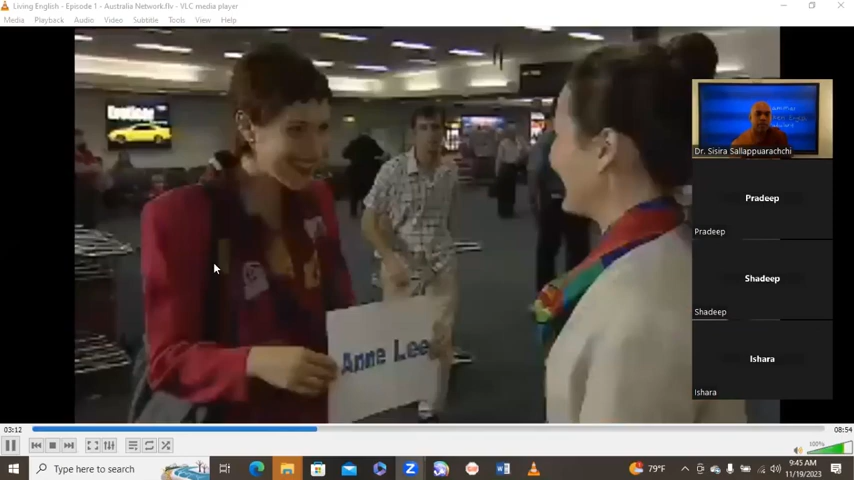 Living English - Episode 1 - Australia Network.flv - VLC media player
Media Playback Audio Video Subtitle Tools View Help
Anne Lee
Dr. Sisira Sallappuarachchi
Pradeep
Pradeep
Shadeep
Shadeep
Ishara
Ishara
03:12
08:54
100%
Type here to search
79°F
9:45 AM
11/19/2023